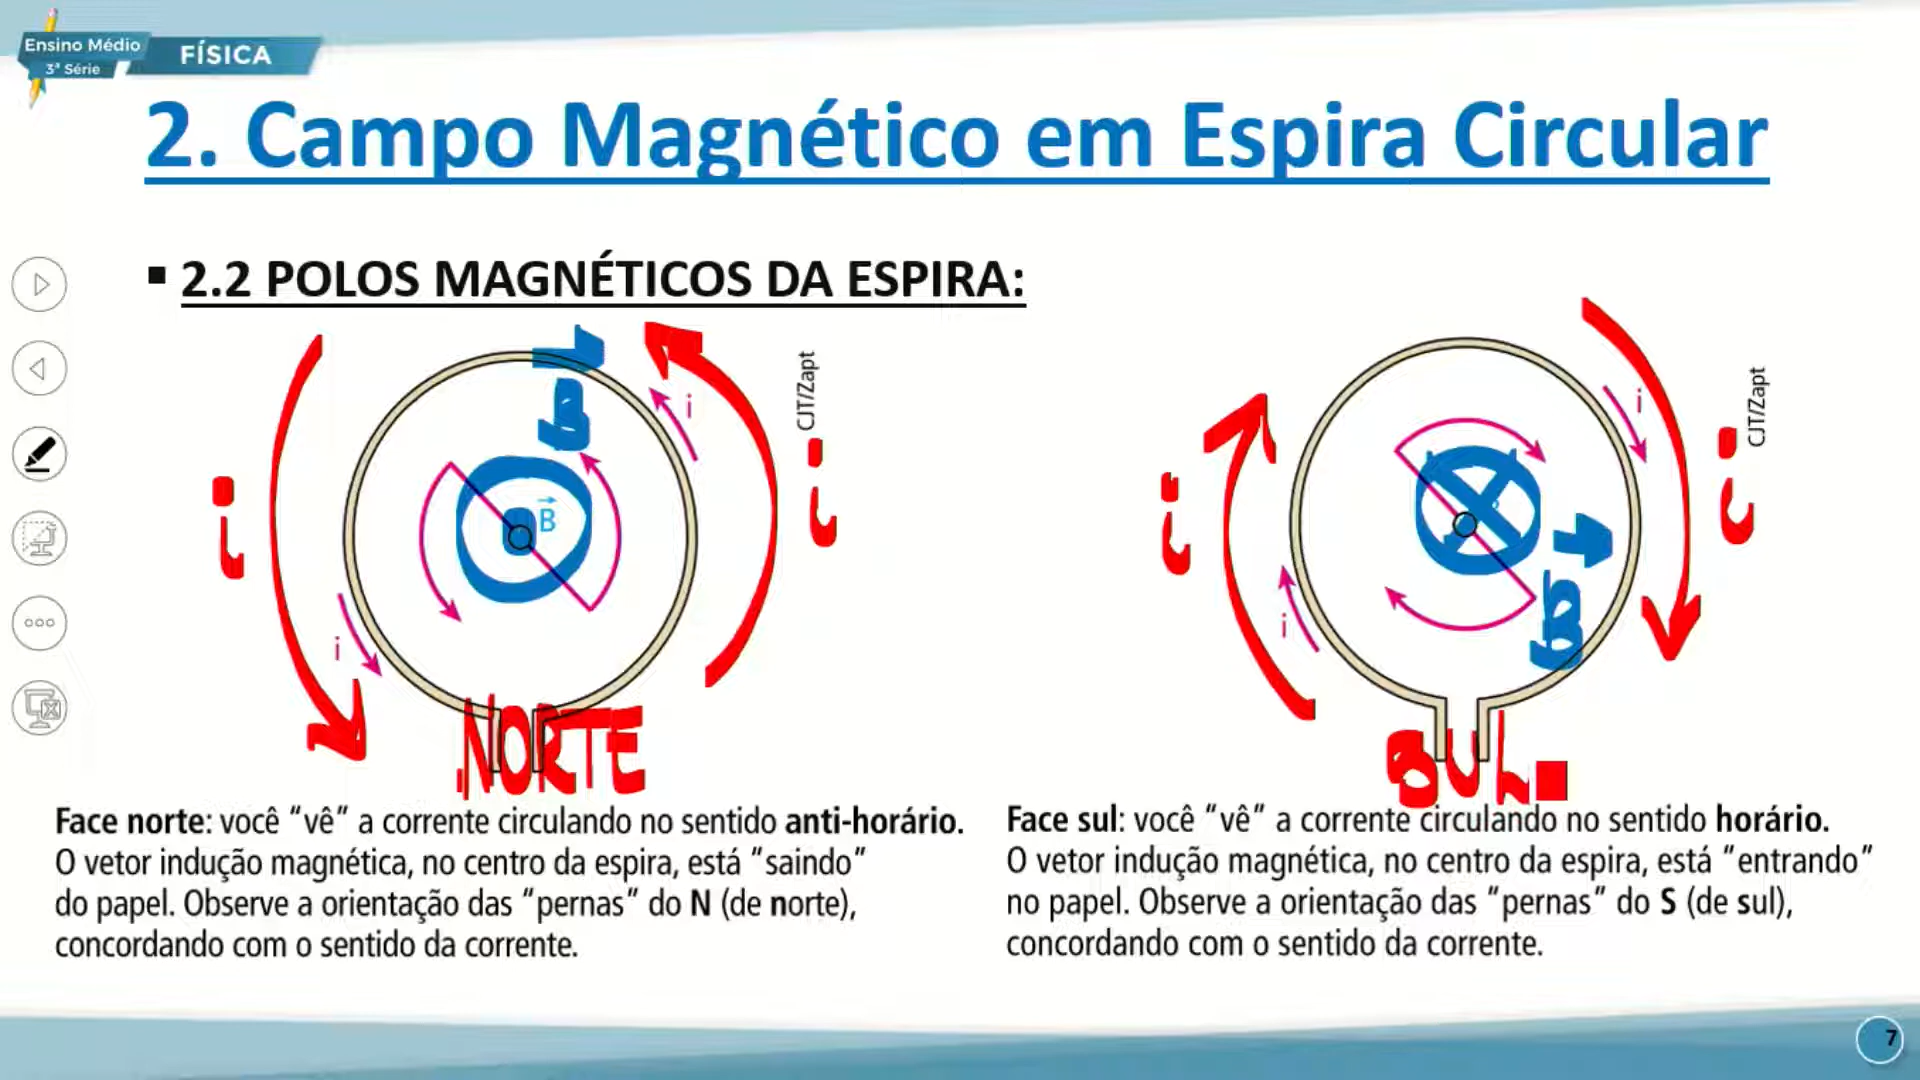 Ensino Médio
3ª Série
FÍSICA
2. Campo Magnético em Espira Circular
▪ 2.2 POLOS MAGNÉTICOS DA ESPIRA:
i
i
B
B
i
i
CJT/Zapt
NORTE
i
i
B
i
i
CJT/Zapt
SUL
Face norte: você “vê” a corrente circulando no sentido anti-horário.
O vetor indução magnética, no centro da espira, está “saindo”
do papel. Observe a orientação das “pernas” do N (de norte),
concordando com o sentido da corrente.
Face sul: você “vê” a corrente circulando no sentido horário.
O vetor indução magnética, no centro da espira, está “entrando”
no papel. Observe a orientação das “pernas” do S (de sul),
concordando com o sentido da corrente.
7